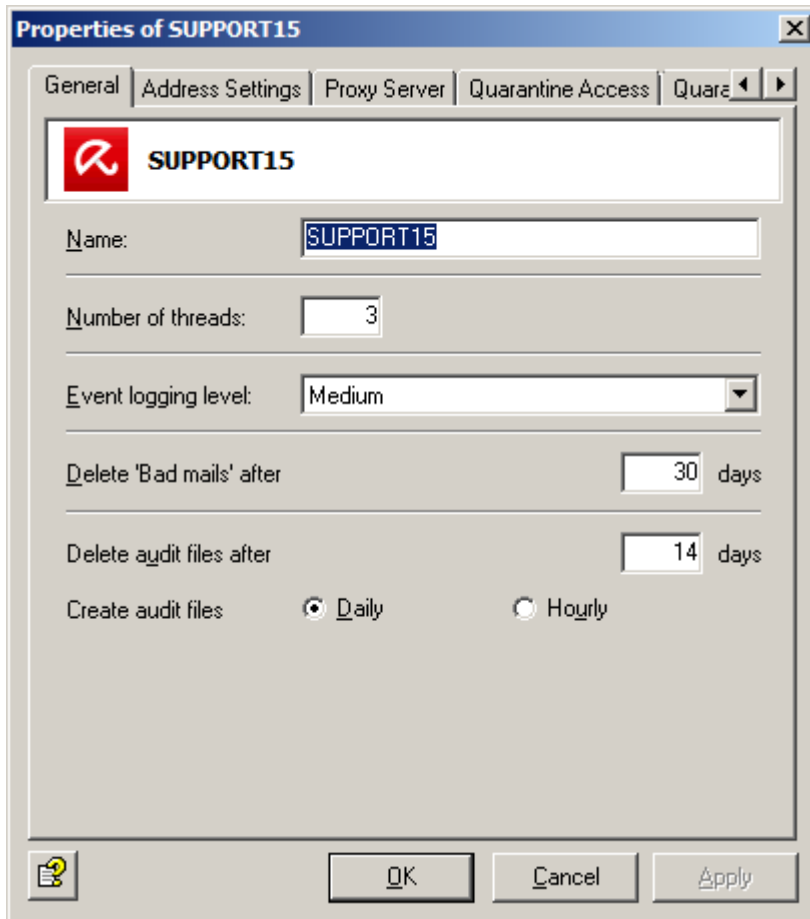 Properties of SUPPORT15
General Address Settings Proxy Server Quarantine Access Quara
SUPPORT15
Name: SUPPORT15
Number of threads: 3
Event logging level: Medium
Delete 'Bad mails' after 30 days
Delete audit files after 14 days
Create audit files Daily Hourly
OK Cancel Apply